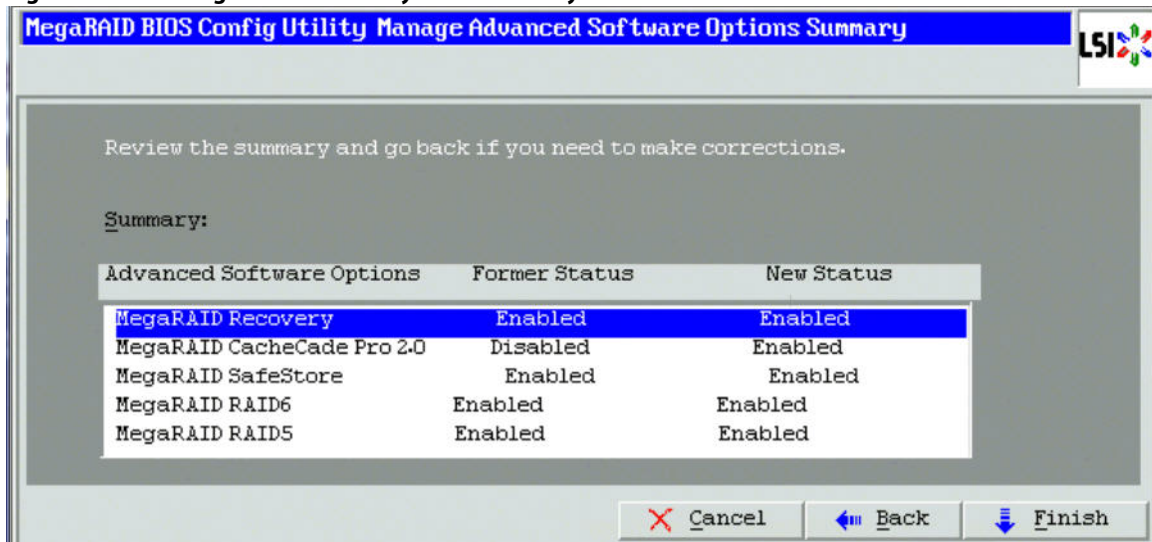 MegaRAID BIOS Config Utility Manage Advanced Software Options Summary
LSI
Review the summary and go back if you need to make corrections.
Summary:
Advanced Software Options Former Status New Status
MegaRAID Recovery Enabled Enabled
MegaRAID CacheCade Pro 2.0 Disabled Enabled
MegaRAID SafeStore Enabled Enabled
MegaRAID RAID6 Enabled Enabled
MegaRAID RAID5 Enabled Enabled
Cancel Back Finish